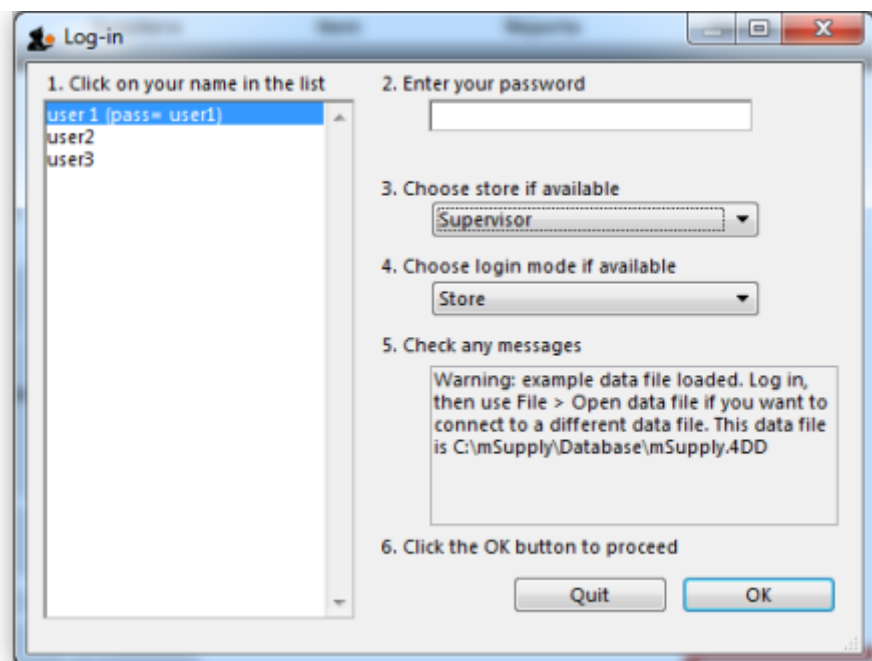 Log-in
1. Click on your name in the list
user 1 (pass= user1)
user2
user3
2. Enter your password
3. Choose store if available
Supervisor
4. Choose login mode if available
Store
5. Check any messages
Warning: example data file loaded. Log in,
then use File > Open data file if you want to
connect to a different data file. This data file
is C:\mSupply\Database\mSupply.4DD
6. Click the OK button to proceed
Quit
OK